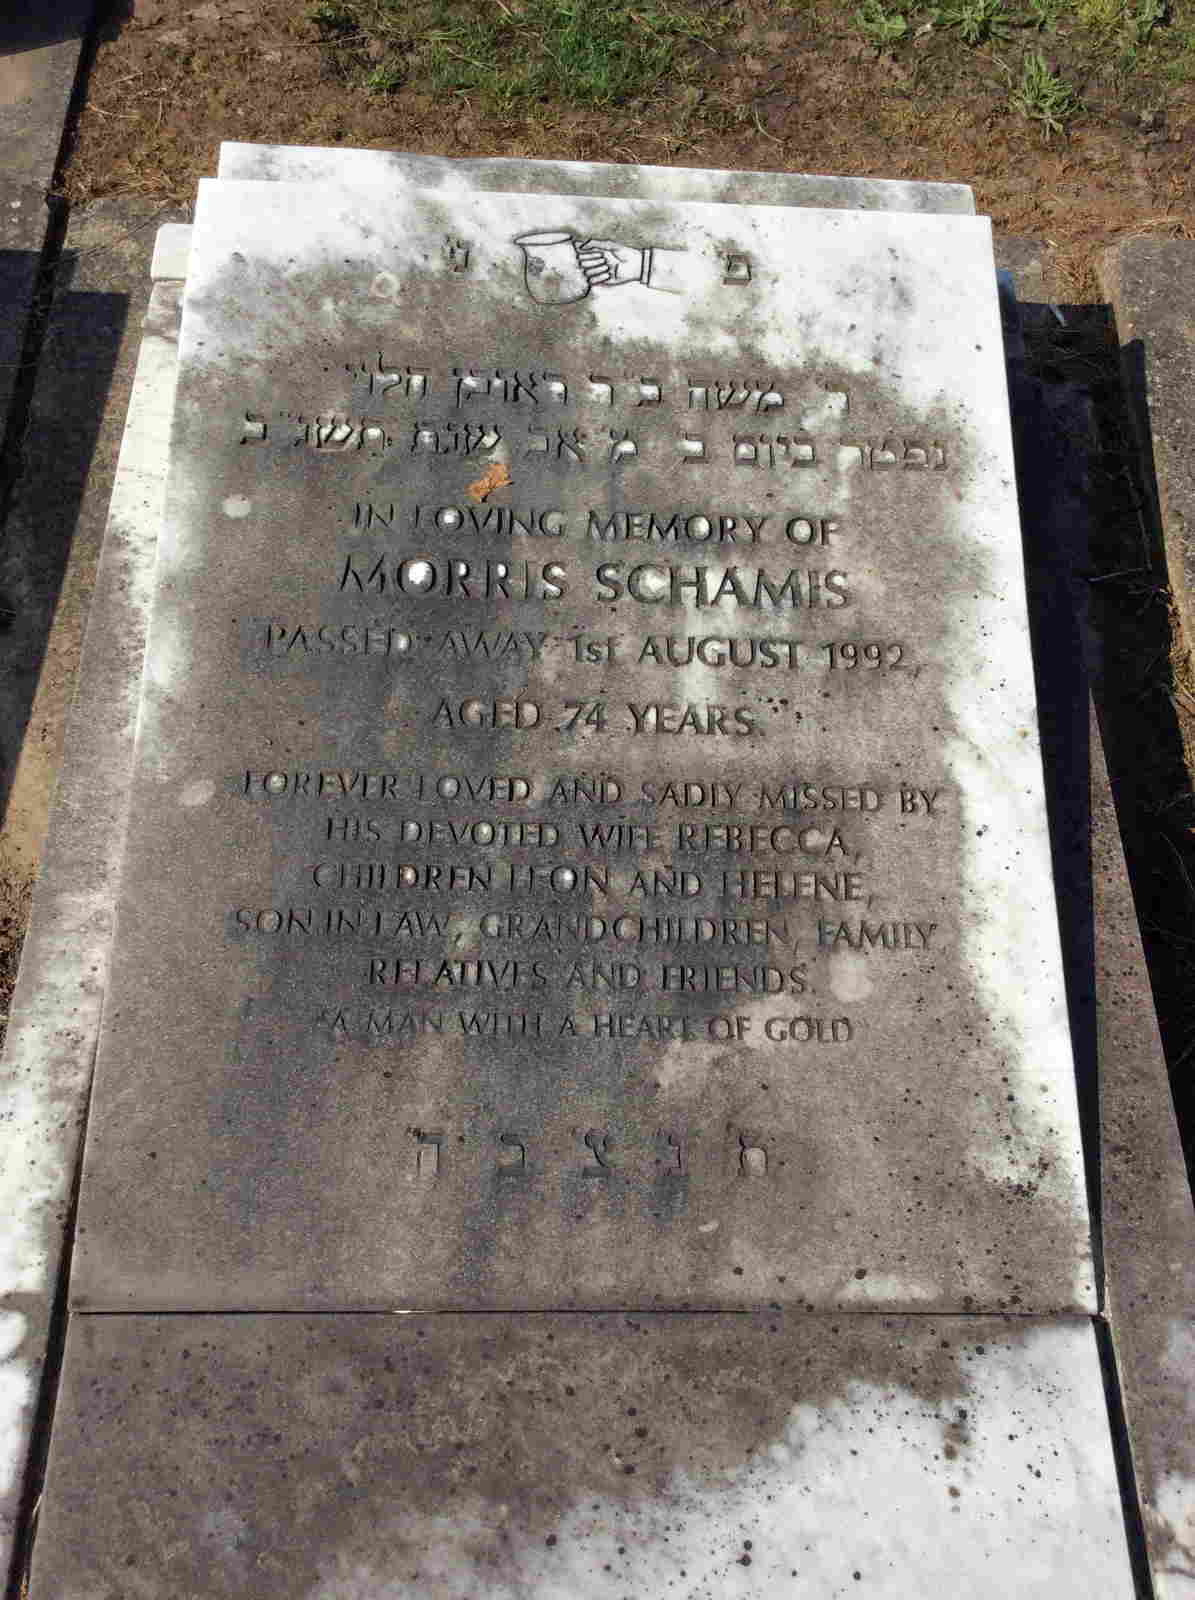 פ נ
ר' משה ב"ר ראובן הלוי
נפטר ביום ב' מ' אב שנת תשנ"ב
IN LOVING MEMORY OF
MORRIS SCHAMIS
PASSED AWAY 1st AUGUST 1992,
AGED 74 YEARS.
FOREVER LOVED AND SADLY MISSED BY
HIS DEVOTED WIFE REBECCA,
CHILDREN LEON AND HELENE,
SON-IN-LAW, GRANDCHILDREN, FAMILY
RELATIVES AND FRIENDS.
"A MAN WITH A HEART OF GOLD
ת נ צ ב ה